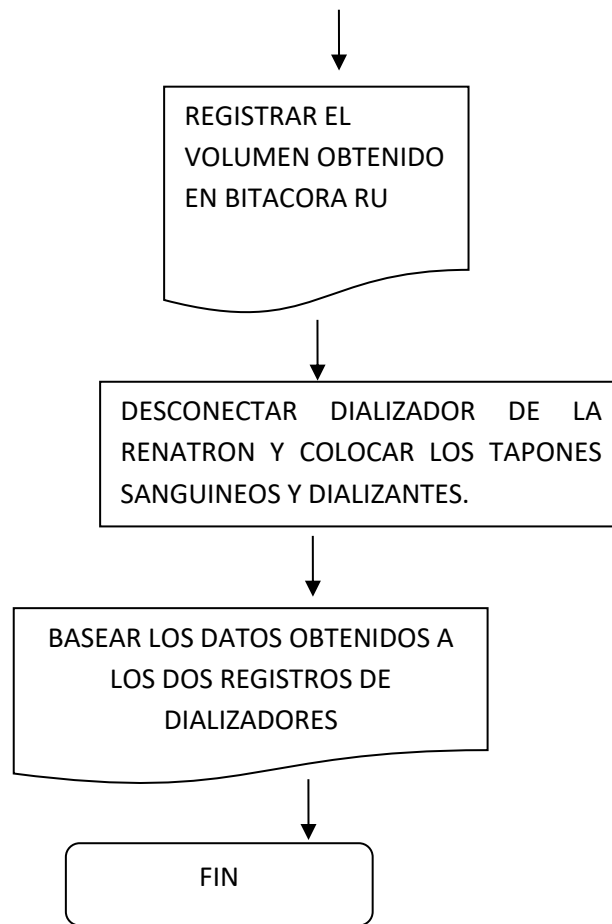 REGISTRAR EL
VOLUMEN OBTENIDO
EN BITACORA RU
DESCONECTAR DIALIZADOR DE LA
RENATRON Y COLOCAR LOS TAPONES
SANGUINEOS Y DIALIZANTES.
BASEAR LOS DATOS OBTENIDOS A
LOS DOS REGISTROS DE
DIALIZADORES
FIN